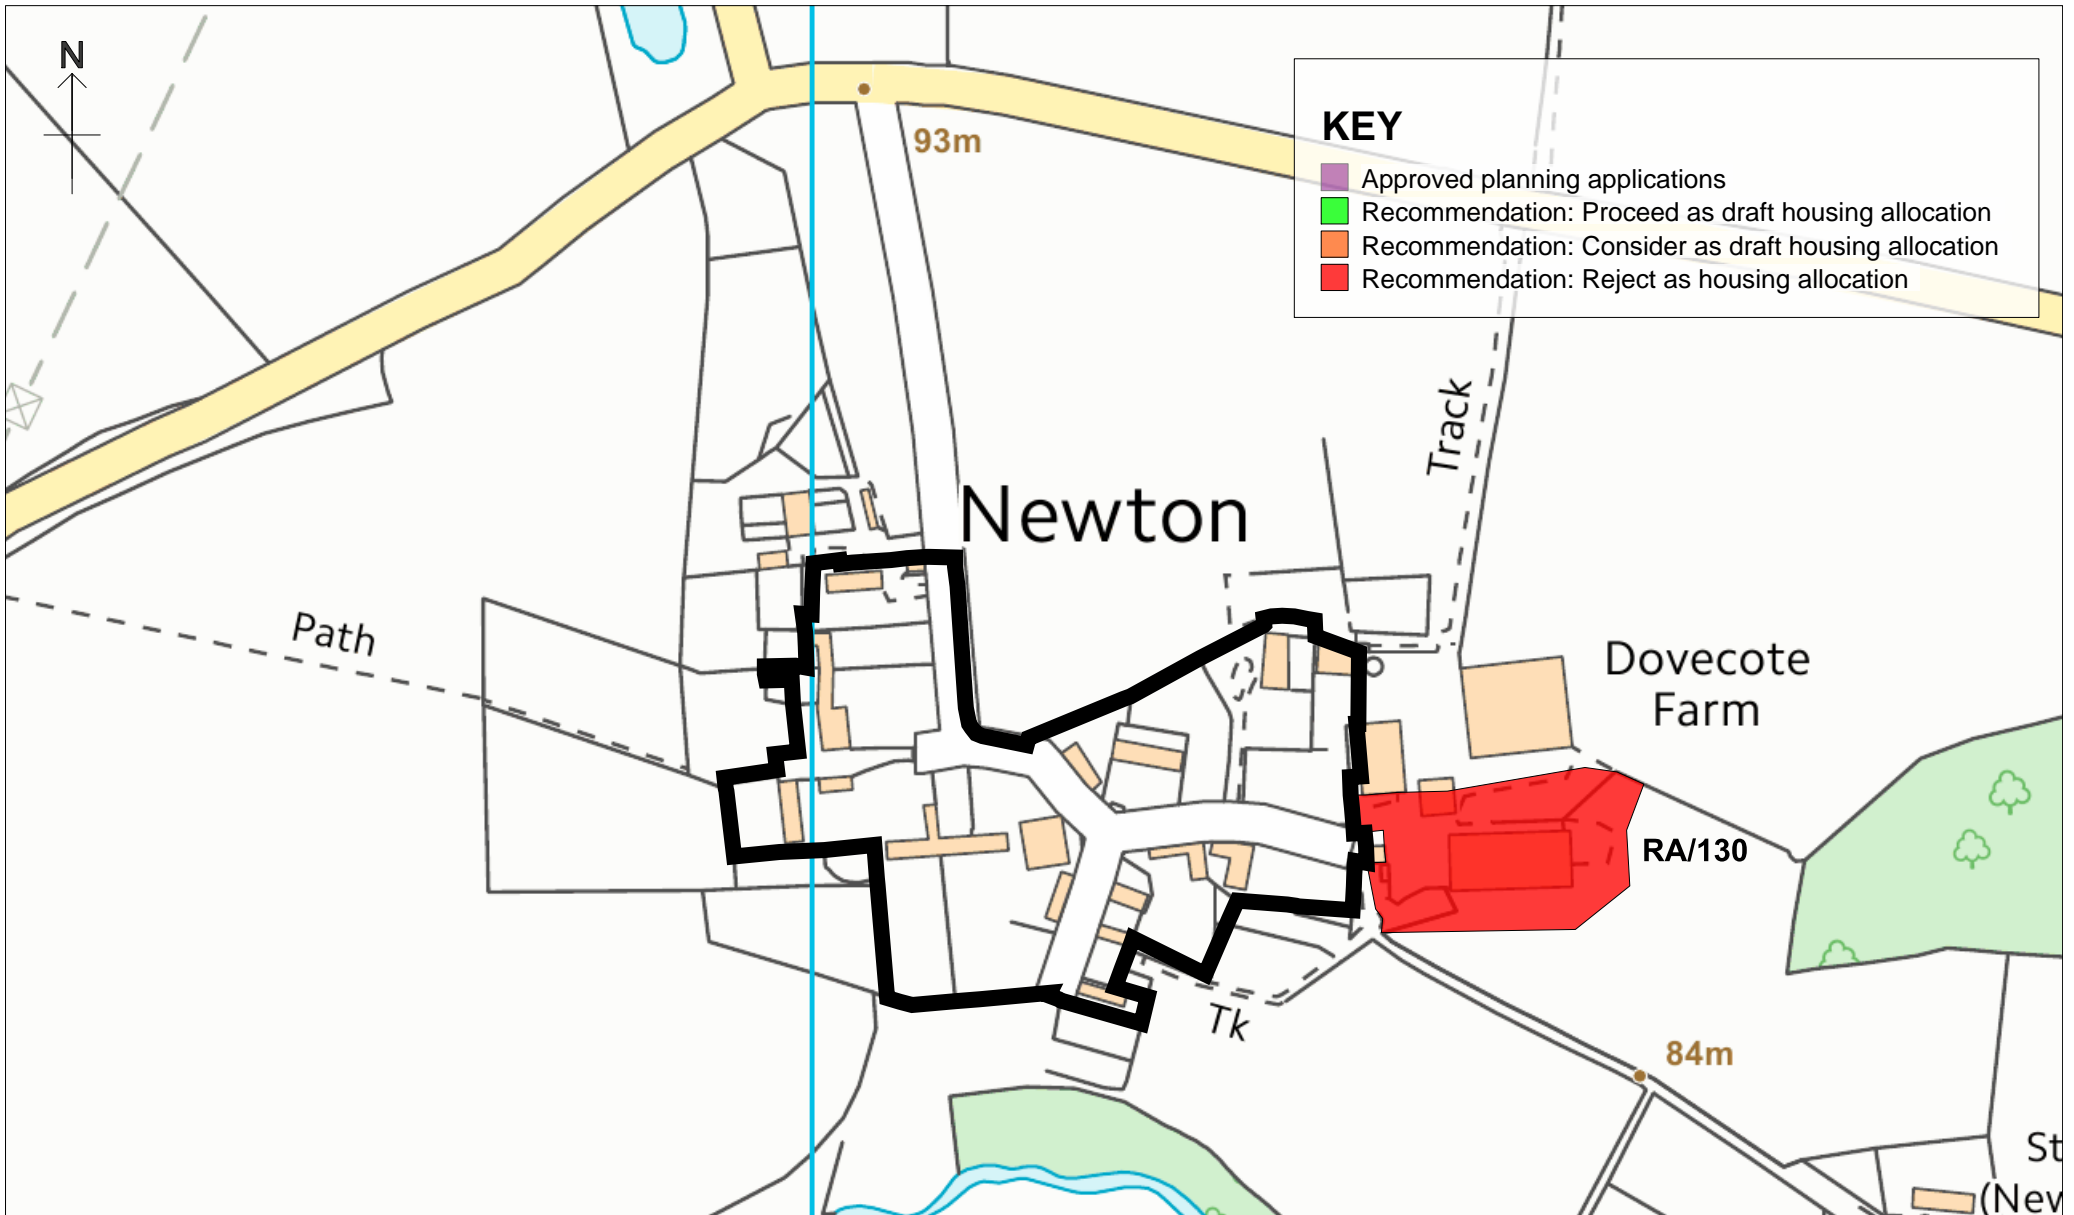 N
93m
KEY
Approved planning applications
Recommendation: Proceed as draft housing allocation
Recommendation: Consider as draft housing allocation
Recommendation: Reject as housing allocation
Track
Newton
Path
Dovecote
Farm
RA/130
Tk
84m
St
(New